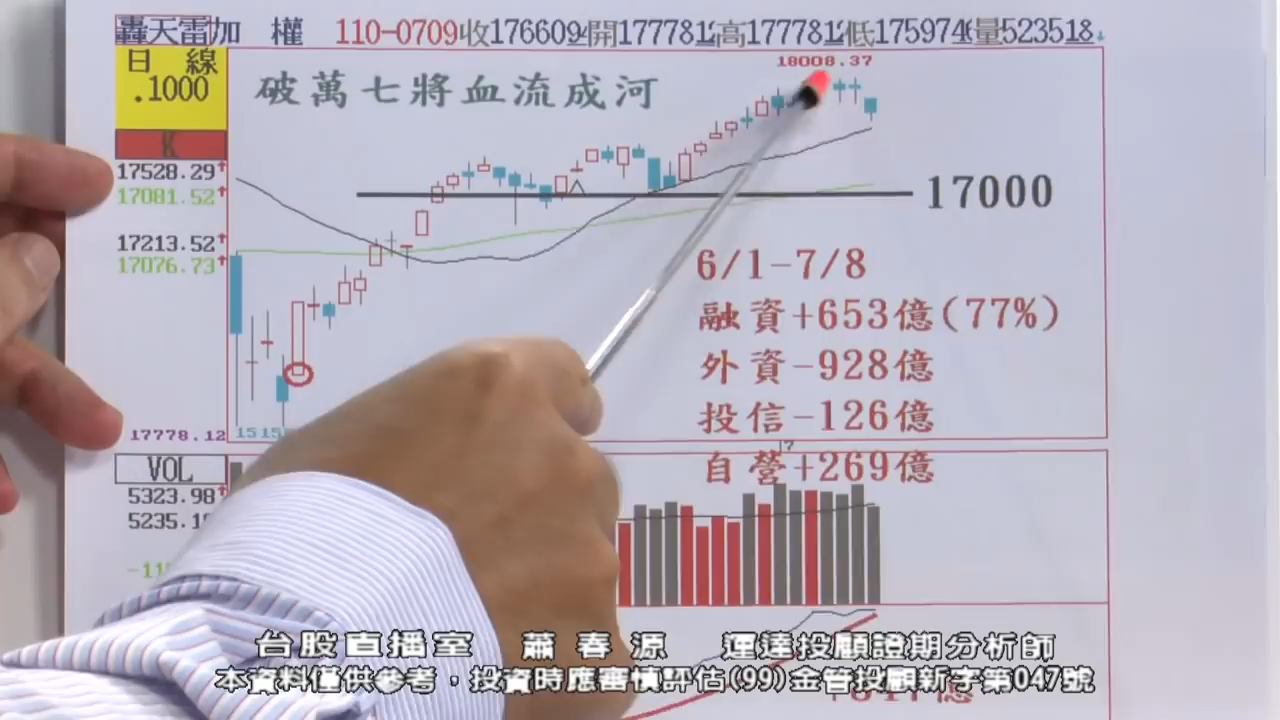 轟天雷加 權 110-0709收17660.94開17778.12高17778.12低17597.4量5235.18↓
日 線
.1000
18008.37
破萬七將血流成河
K
17528.29↑
17081.52↑
17000
17213.52↑
17076.73↑
6/1-7/8
融資+653億(77%)
外資-928億
投信-126億
17778.12
1515
17
自營+269億
VOL
5323.98↑
5235.1
台股直播室 蕭春源 運達投顧證期分析師
本資料僅供參考，投資時應審慎評估(99)金管投顧新字第047號